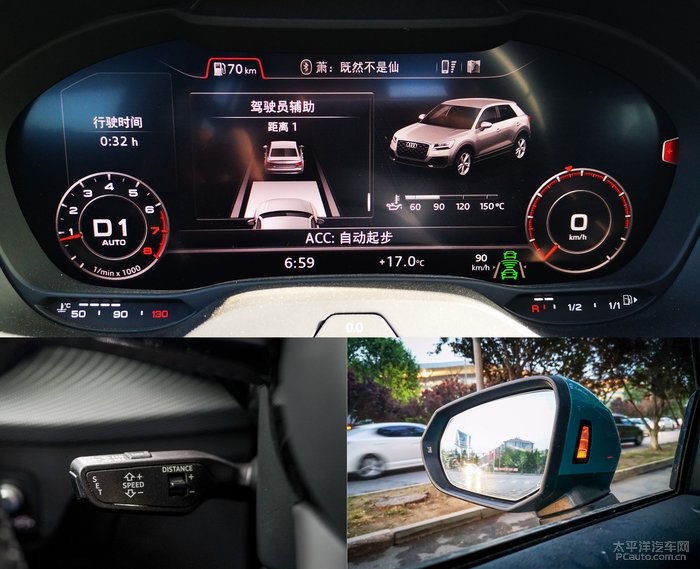 70 km
萧：既然不是仙
驾驶员辅助
距离 1
行驶时间
0:32 h
60 90 120 150°C
1 2 3 4 5 6 7 8
D1
AUTO
1/min x 1000
0
km/h
ACC: 自动起步
6:59
+17.0°C
90
km/h
°C
50 90 130
R 1/2 1/1
0.0
SET
SPEED
+
-
DISTANCE
+
-
太平洋汽车网
PCauto.com.cn